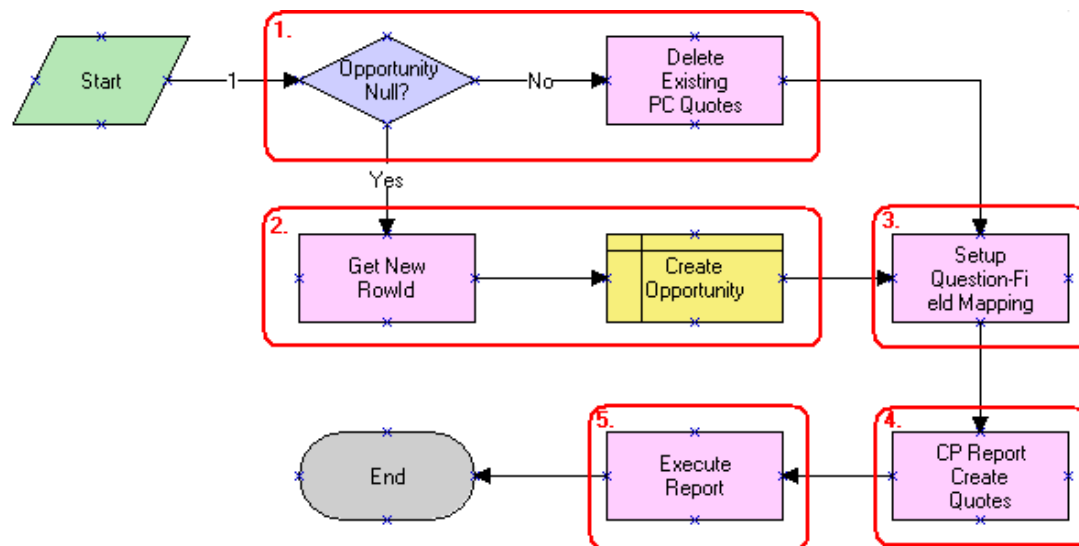 1.
Start
1
Opportunity
Null?
No
Delete
Existing
PC Quotes
Yes
2.
Get New
RowId
Create
Opportunity
3.
Setup
Question-Fi
eld Mapping
4.
CP Report
Create
Quotes
5.
Execute
Report
End